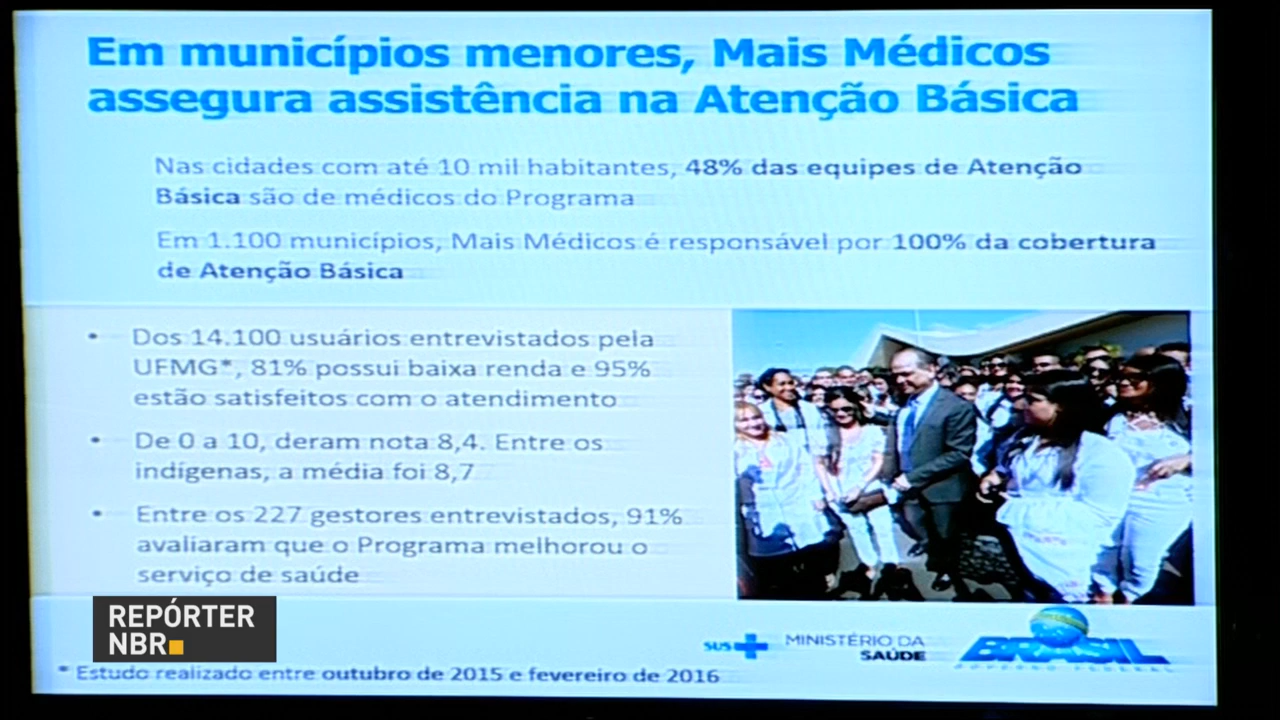 Em municípios menores, Mais Médicos
assegura assistência na Atenção Básica
Nas cidades com até 10 mil habitantes, 48% das equipes de Atenção
Básica são de médicos do Programa
Em 1.100 municípios, Mais Médicos é responsável por 100% da cobertura
de Atenção Básica
• Dos 14.100 usuários entrevistados pela
UFMG*, 81% possui baixa renda e 95%
estão satisfeitos com o atendimento
• De 0 a 10, deram nota 8,4. Entre os
indígenas, a média foi 8,7
• Entre os 227 gestores entrevistados, 91%
avaliaram que o Programa melhorou o
serviço de saúde
REPÓRTER
NBR
SUS
MINISTÉRIO DA
SAÚDE
BRASIL
GOVERNO FEDERAL
* Estudo realizado entre outubro de 2015 e fevereiro de 2016